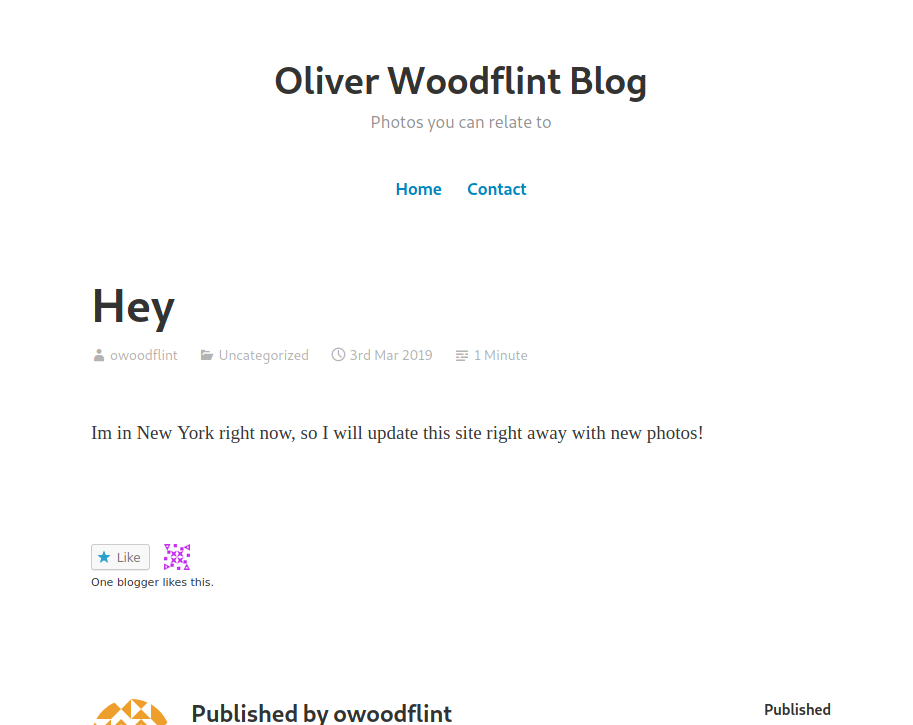 Oliver Woodflint Blog
Photos you can relate to
Home Contact
Hey
owoodflint Uncategorized 3rd Mar 2019 1 Minute
Im in New York right now, so I will update this site right away with new photos!
Like
One blogger likes this.
Published by owoodflint
Published